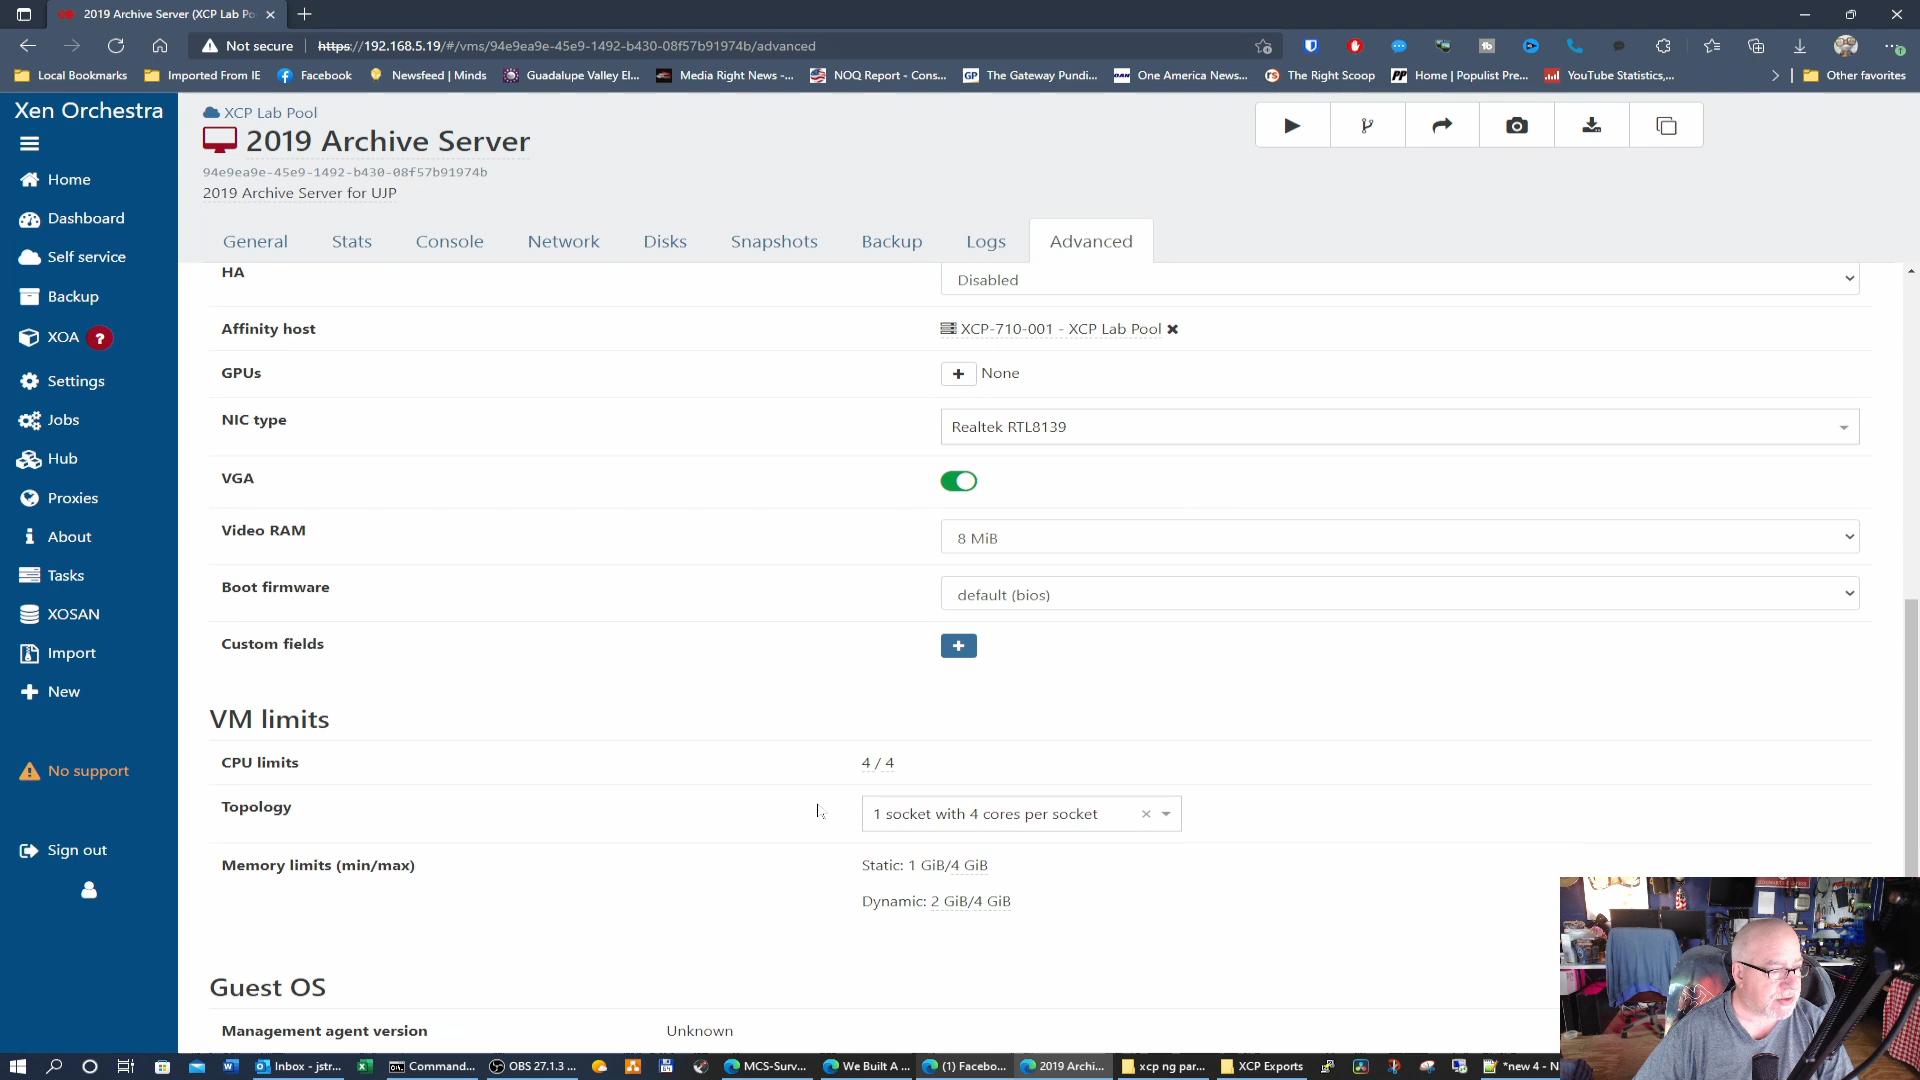 2019 Archive Server (XCP Lab Po
Not secure
https://192.168.5.19/#/vms/94e9ea9e-45e9-1492-b430-08f57b91974b/advanced
Local Bookmarks
Imported From IE
Facebook
Newsfeed | Minds
Guadalupe Valley El...
Media Right News -...
NOQ Report - Cons...
The Gateway Pundi...
One America News...
The Right Scoop
Home | Populist Pre...
YouTube Statistics,...
Other favorites
Xen Orchestra
Home
Dashboard
Self service
Backup
XOA ?
Settings
Jobs
Hub
Proxies
About
Tasks
XOSAN
Import
New
No support
Sign out
XCP Lab Pool
2019 Archive Server
94e9ea9e-45e9-1492-b430-08f57b91974b
2019 Archive Server for UJP
General
Stats
Console
Network
Disks
Snapshots
Backup
Logs
Advanced
HA
Disabled
Affinity host
XCP-710-001 - XCP Lab Pool
GPUs
None
NIC type
Realtek RTL8139
VGA
Video RAM
8 MiB
Boot firmware
default (bios)
Custom fields
VM limits
CPU limits
4 / 4
Topology
1 socket with 4 cores per socket
Memory limits (min/max)
Static: 1 GiB/4 GiB
Dynamic: 2 GiB/4 GiB
Guest OS
Management agent version
Unknown
Inbox - jstr...
Command...
OBS 27.1.3 ...
MCS-Surv...
We Built A ...
(1) Facebo...
2019 Archi...
xcp ng par...
XCP Exports
*new 4 - N